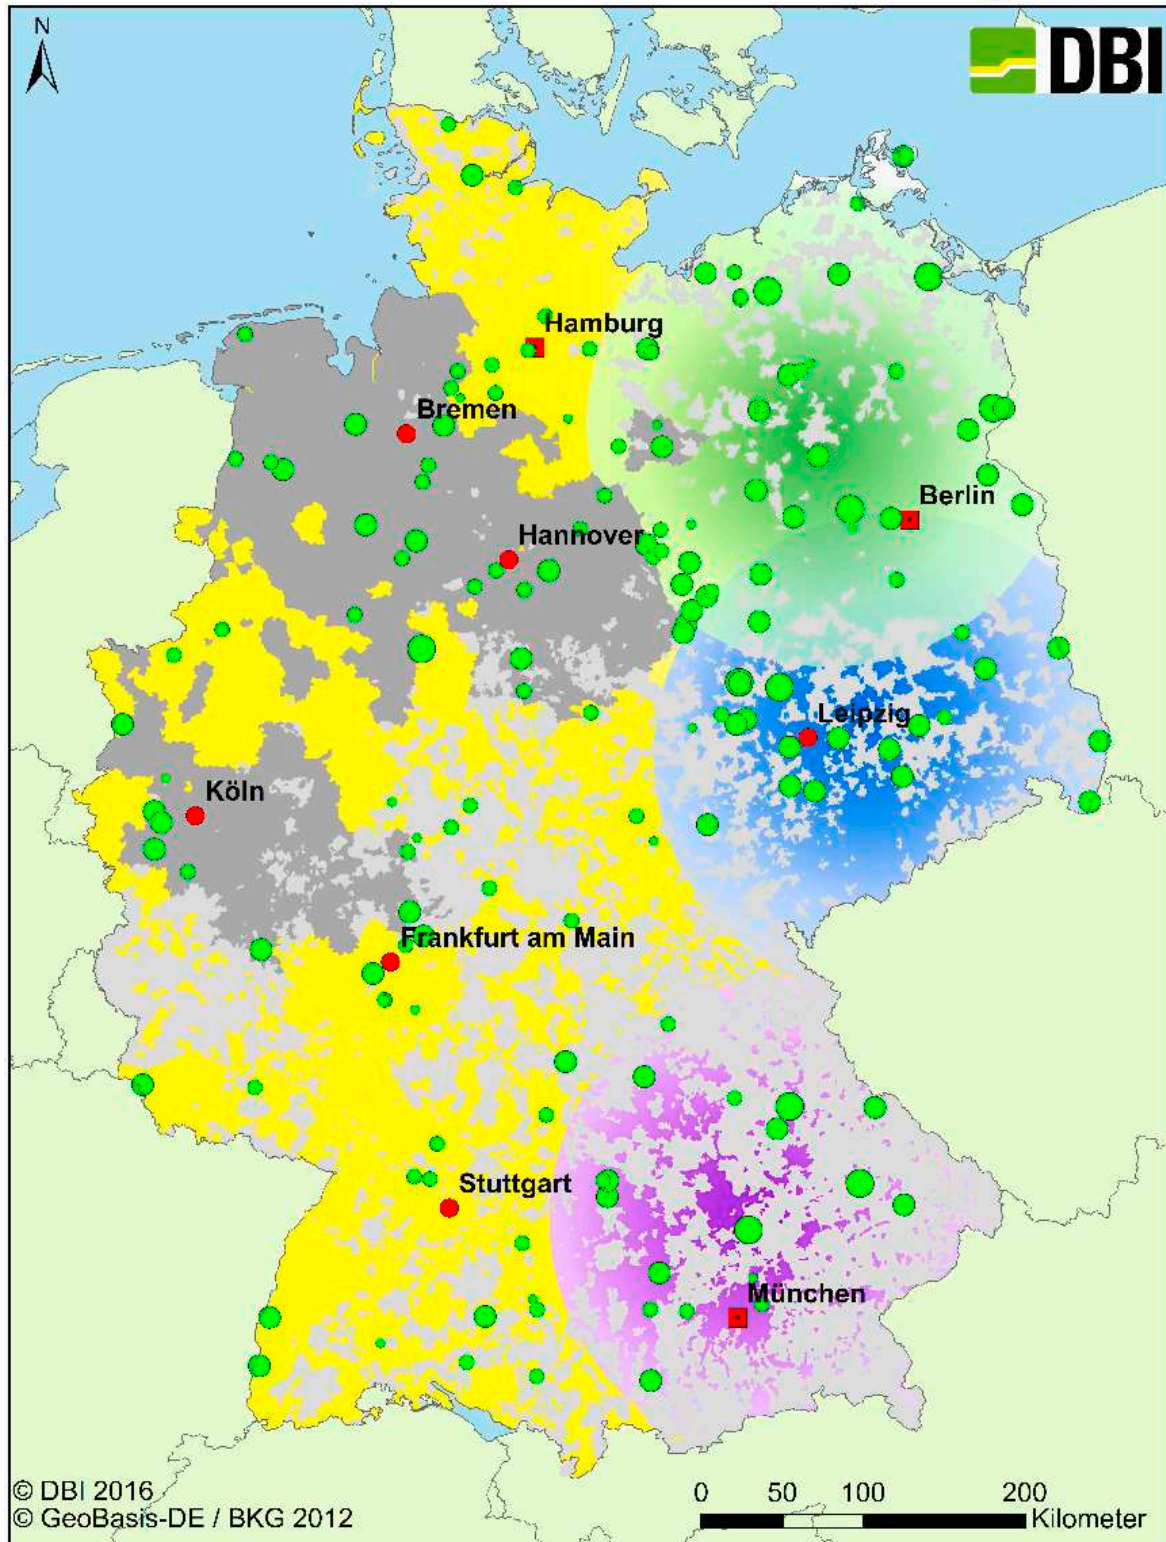 N
DBI
Hamburg
Bremen
Berlin
Hannover
Leipzig
Köln
Frankfurt am Main
Stuttgart
München
© DBI 2016
© GeoBasis-DE / BKG 2012
0 50 100 200
Kilometer